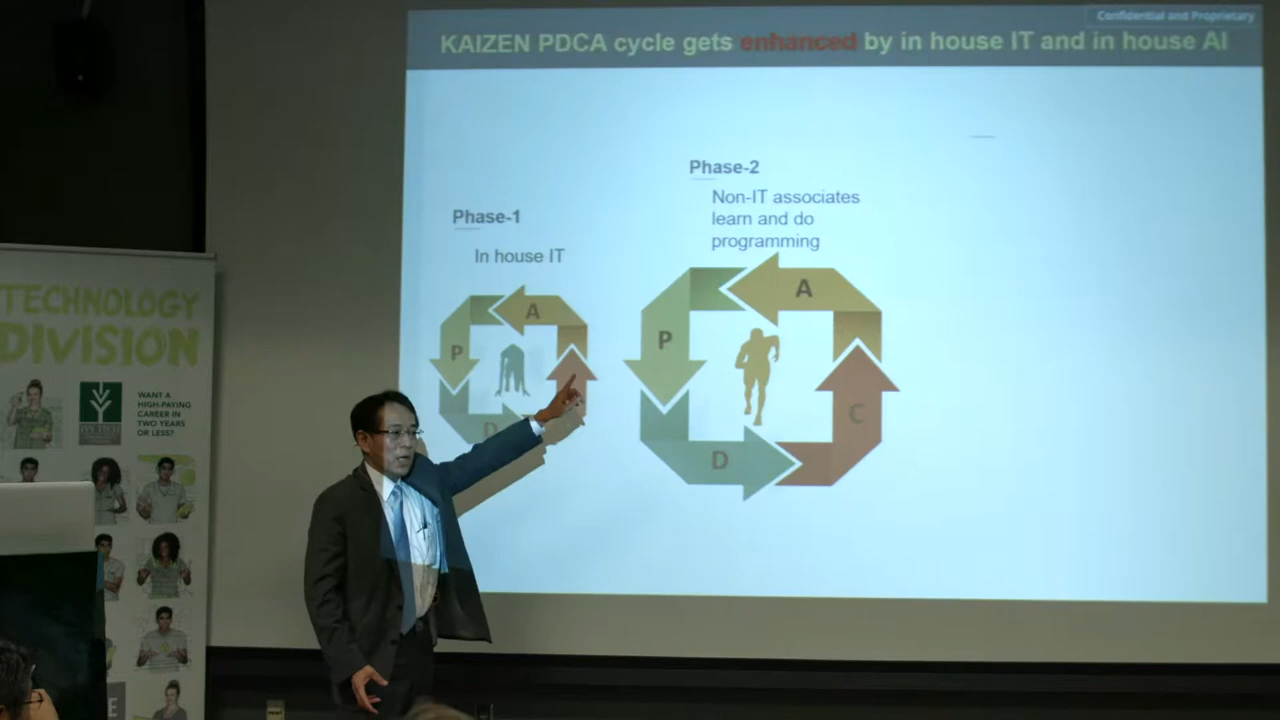 Confidential and Proprietary
KAIZEN PDCA cycle gets enhanced by in house IT and in house AI
Phase-1
In house IT
A
P
D
Phase-2
Non-IT associates
learn and do
programming
A
P
C
D
TECHNOLOGY
DIVISION
WANT A
HIGH-PAYING
CAREER IN
TWO YEARS
OR LESS?
IVY TECH
E